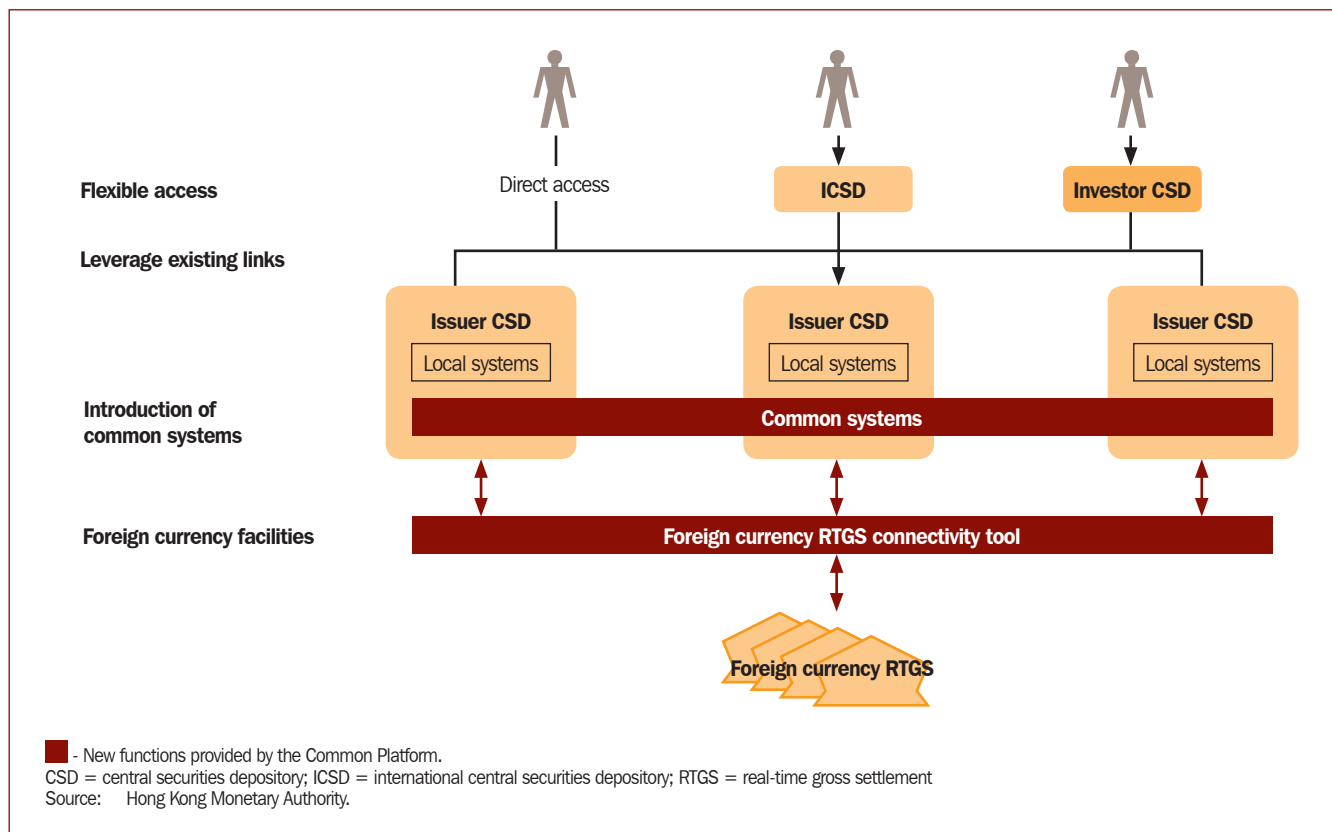 Flexible access
Direct access
ICSD
Investor CSD
Leverage existing links
Issuer CSD
Issuer CSD
Issuer CSD
Local systems
Local systems
Local systems
Introduction of
common systems
Common systems
Foreign currency facilities
Foreign currency RTGS connectivity tool
Foreign currency RTGS
- New functions provided by the Common Platform.
CSD = central securities depository; ICSD = international central securities depository; RTGS = real-time gross settlement
Source: Hong Kong Monetary Authority.